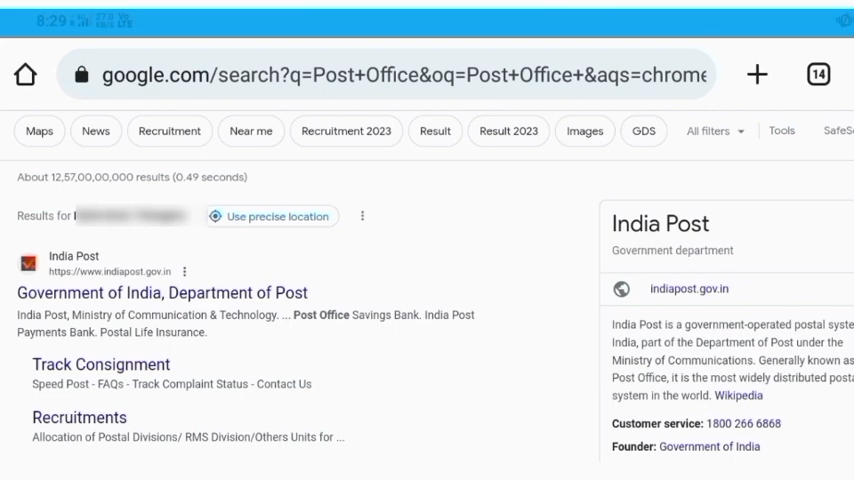 8:29
27.0 KB/S Vo LTE
google.com/search?q=Post+Office&oq=Post+Office+&aqs=chrome
14
Maps News Recruitment Near me Recruitment 2023 Result Result 2023 Images GDS All filters Tools SafeS
About 12,57,00,00,000 results (0.49 seconds)
Results for Use precise location
India Post
https://www.indiapost.gov.in
Government of India, Department of Post
India Post, Ministry of Communication & Technology. ... Post Office Savings Bank. India Post
Payments Bank. Postal Life Insurance.
Track Consignment
Speed Post - FAQs - Track Complaint Status - Contact Us
Recruitments
Allocation of Postal Divisions/ RMS Division/Others Units for ...
India Post
Government department
indiapost.gov.in
India Post is a government-operated postal syste
India, part of the Department of Post under the
Ministry of Communications. Generally known as
Post Office, it is the most widely distributed posta
system in the world. Wikipedia
Customer service: 1800 266 6868
Founder: Government of India